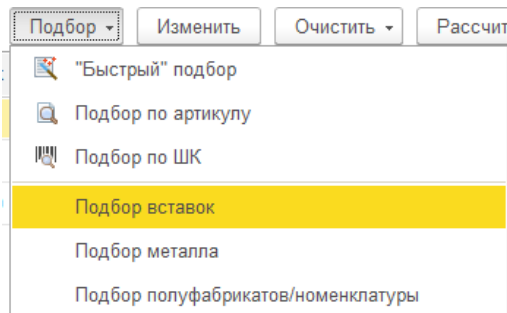 Подбор Изменить Очистить Рассчит
"Быстрый" подбор
Подбор по артикулу
Подбор по ШК
Подбор вставок
Подбор металла
Подбор полуфабрикатов/номенклатуры